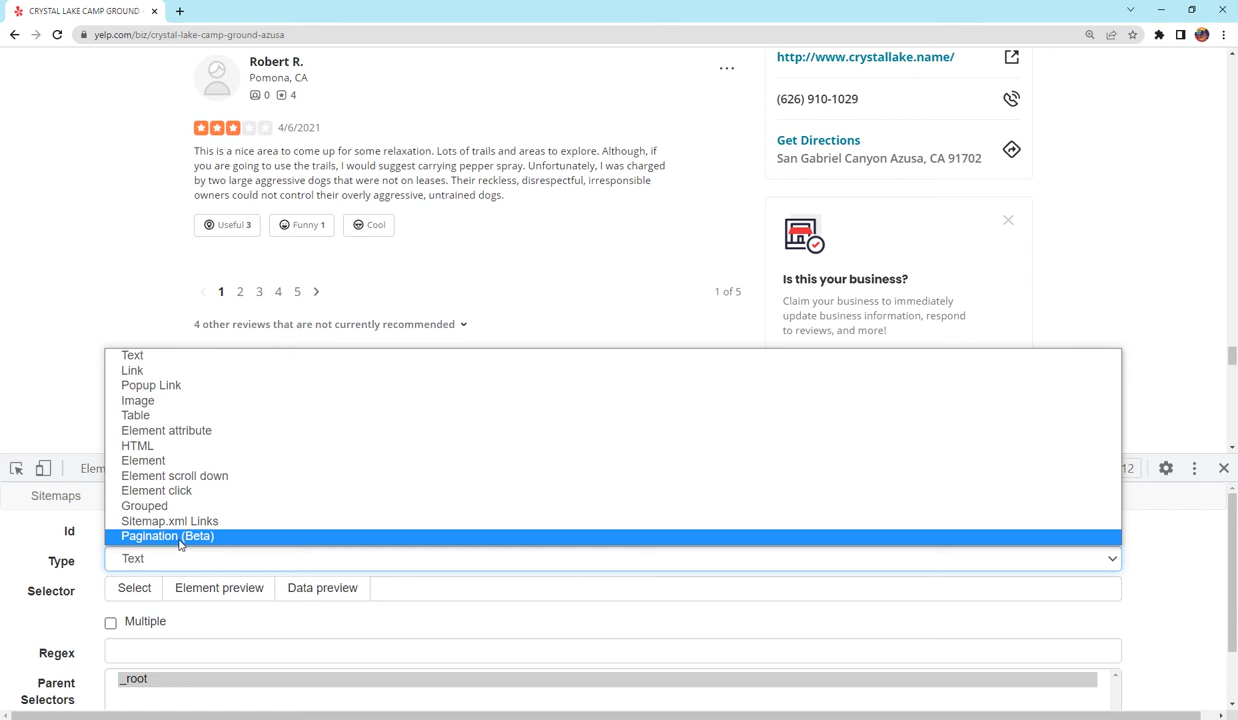 CRYSTAL LAKE CAMP GROUND -
yelp.com/biz/crystal-lake-camp-ground-azusa
Robert R.
Pomona, CA
0 4
4/6/2021
This is a nice area to come up for some relaxation. Lots of trails and areas to explore. Although, if
you are going to use the trails, I would suggest carrying pepper spray. Unfortunately, I was charged
by two large aggressive dogs that were not on leases. Their reckless, disrespectful, irresponsible
owners could not control their overly aggressive, untrained dogs.
Useful 3 Funny 1 Cool
1 2 3 4 5
1 of 5
4 other reviews that are not currently recommended
http://www.crystallake.name/
(626) 910-1029
Get Directions
San Gabriel Canyon Azusa, CA 91702
Is this your business?
Claim your business to immediately
update business information, respond
to reviews, and more!
Text
Link
Popup Link
Image
Table
Element attribute
HTML
Element
Element scroll down
Element click
Grouped
Sitemap.xml Links
Pagination (Beta)
Elem
12
Sitemaps
Id
Type Text
Selector Select Element preview Data preview
Multiple
Regex
Parent
Selectors
_root